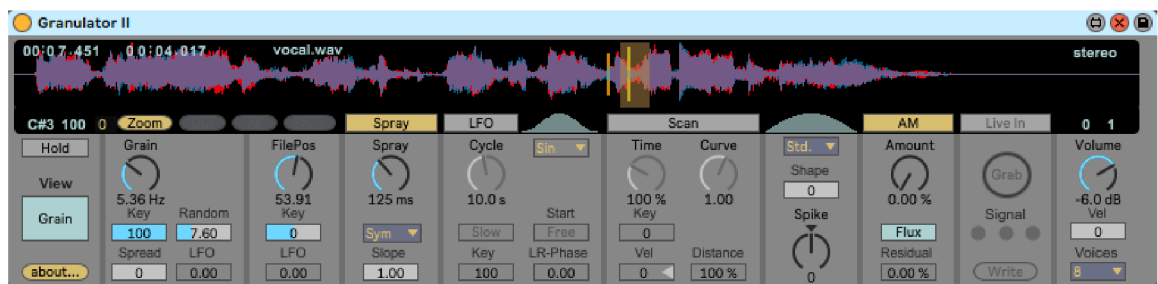 Granulator II
00:07.451 00:04.017 vocal.wav stereo
C#3 100 0 Zoom Spray LFO Scan AM Live In 0 1
Hold Grain FilePos Spray Cycle Sin. Time Curve Std. Amount Volume
Shape Grab
View 5.36 Hz 53.91 125 ms 10.0 s 100 % 1.00 0 0.00 % -6.0 dB
Grain Key Random Key Start Key Spike Signal Vel
100 7.60 0 Sym Slow Free 0 Flux 0
Spread LFO LFO Slope Key LR-Phase Vel Distance Residual Voices
about... 0 0.00 0.00 1.00 100 0.00 0 100 % 0 0.00 % Write 8